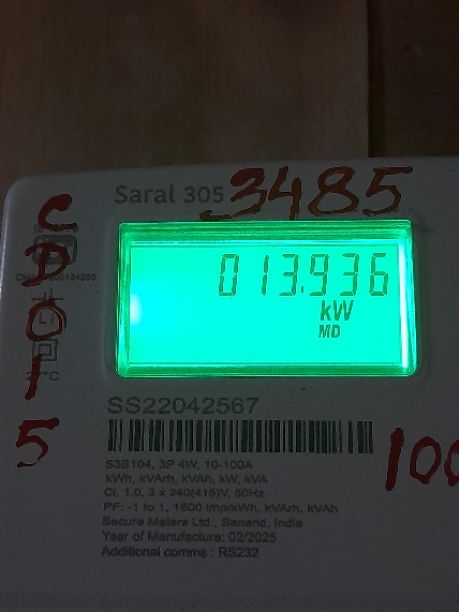 Saral 305
3485
CD015
013.936
kW
MD
L1
SS22042567
S3B104, 3P 4W, 10-100A
kWh, kVArh, kVAh, kW, kVA
Cl. 1.0, 3 x 240(415)V, 50Hz
PF: -1 to 1, 1600 imp/kWh, kVArh, kVAh
Secure Meters Ltd., Sanand, India
Year of Manufacture: 02/2025
Additional comms : RS232
100